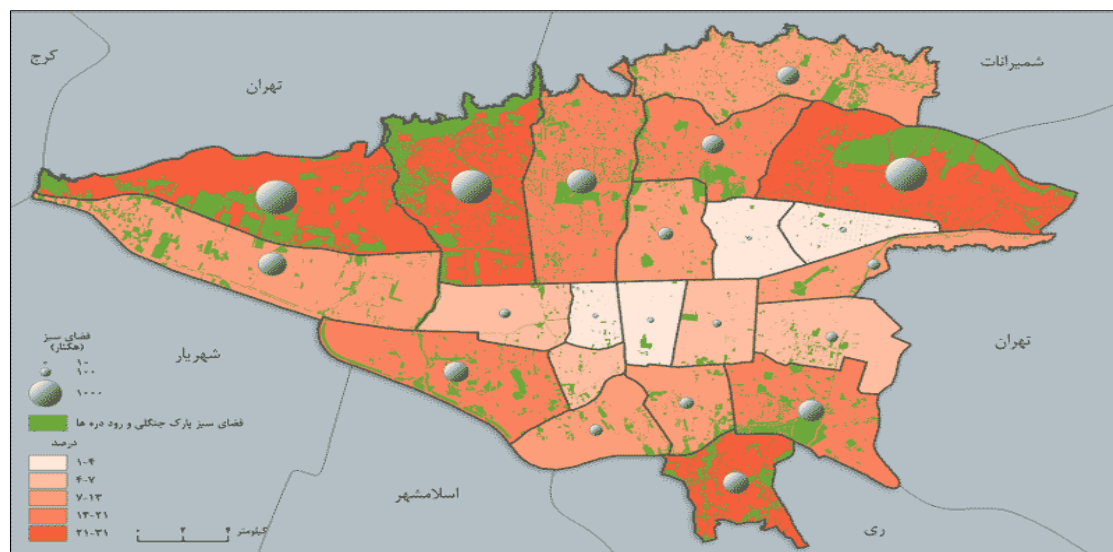 کرج
تهران
شمیرانات
شهریار
تهران
اسلامشهر
ری
فضای سبز
(هکتار)
۱۰
۱۰۰
۱۰۰۰
فضای سبز پارک جنگلی و رود دره ها
درصد
۱-۴
۴-۷
۷-۱۳
۱۳-۲۱
۲۱-۳۱
۰ ۲ ۴ کیلومتر